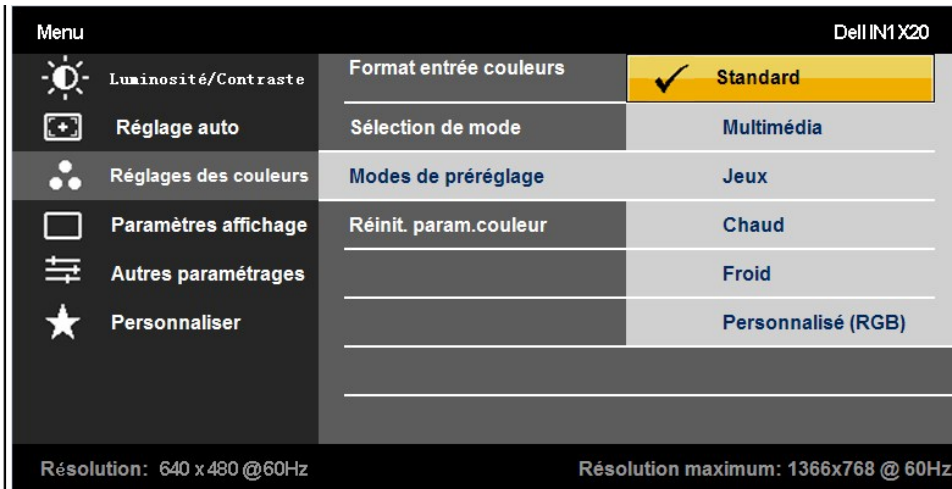 Menu Dell IN1X20
Luminosité/Contraste Format entrée couleurs Standard
Réglage auto Sélection de mode Multimédia
Réglages des couleurs Modes de préréglage Jeux
Paramètres affichage Réinit. param.couleur Chaud
Autres paramétrages Froid
Personnaliser Personnalisé (RGB)
Résolution: 640 x 480 @60Hz Résolution maximum: 1366x768 @ 60Hz